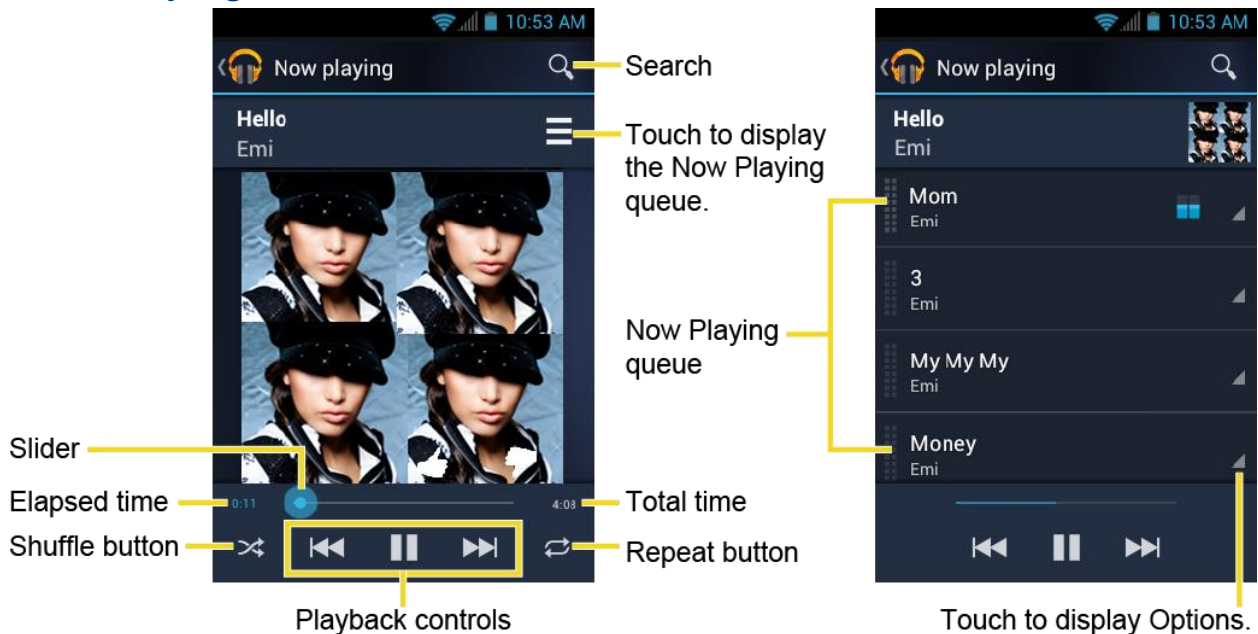 10:53 AM
Now playing
Hello
Emi
0:11
4:08
Search
Touch to display
the Now Playing
queue.
Now Playing
queue
Slider
Elapsed time
Shuffle button
Total time
Repeat button
Playback controls
10:53 AM
Now playing
Hello
Emi
Mom
Emi
3
Emi
My My My
Emi
Money
Emi
Touch to display Options.